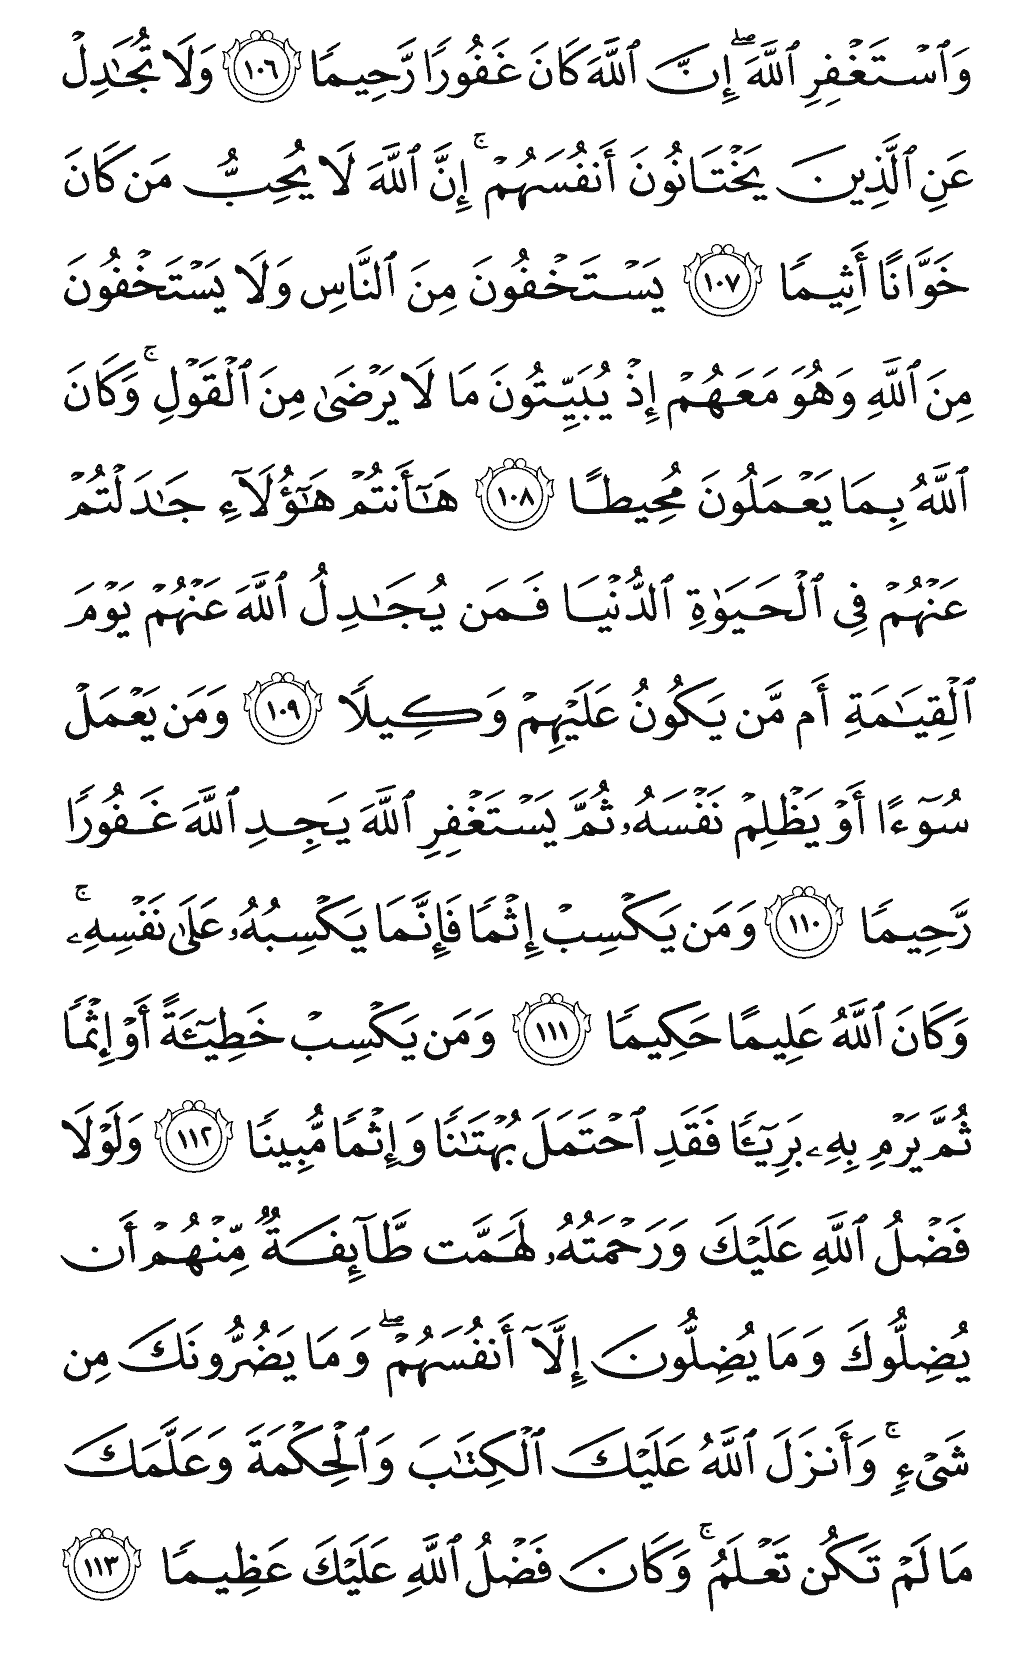 وَٱسْتَغْفِرِ ٱللَّهَ ۖ إِنَّ ٱللَّهَ كَانَ غَفُورًا رَّحِيمًا ١٠٦ وَلَا تُجَـٰدِلْ
عَنِ ٱلَّذِينَ يَخْتَانُونَ أَنفُسَهُمْ ۚ إِنَّ ٱللَّهَ لَا يُحِبُّ مَن كَانَ
خَوَّانًا أَثِيمًا ١٠٧ يَسْتَخْفُونَ مِنَ ٱلنَّاسِ وَلَا يَسْتَخْفُونَ
مِنَ ٱللَّهِ وَهُوَ مَعَهُمْ إِذْ يُبَيِّتُونَ مَا لَا يَرْضَىٰ مِنَ ٱلْقَوْلِ ۚ وَكَانَ
ٱللَّهُ بِمَا يَعْمَلُونَ مُحِيطًا ١٠٨ هَـٰٓأَنتُمْ هَـٰٓؤُلَآءِ جَـٰدَلْتُمْ
عَنْهُمْ فِى ٱلْحَيَوٰةِ ٱلدُّنْيَا فَمَن يُجَـٰدِلُ ٱللَّهَ عَنْهُمْ يَوْمَ
ٱلْقِيَـٰمَةِ أَم مَّن يَكُونُ عَلَيْهِمْ وَكِيلًا ١٠٩ وَمَن يَعْمَلْ
سُوٓءًا أَوْ يَظْلِمْ نَفْسَهُۥ ثُمَّ يَسْتَغْفِرِ ٱللَّهَ يَجِدِ ٱللَّهَ غَفُورًا
رَّحِيمًا ١١٠ وَمَن يَكْسِبْ إِثْمًا فَإِنَّمَا يَكْسِبُهُۥ عَلَىٰ نَفْسِهِۦ ۚ
وَكَانَ ٱللَّهُ عَلِيمًا حَكِيمًا ١١١ وَمَن يَكْسِبْ خَطِيٓـَٔةً أَوْ إِثْمًا
ثُمَّ يَرْمِ بِهِۦ بَرِيٓـًٔا فَقَدِ ٱحْتَمَلَ بُهْتَـٰنًا وَإِثْمًا مُّبِينًا ١١٢ وَلَوْلَا
فَضْلُ ٱللَّهِ عَلَيْكَ وَرَحْمَتُهُۥ لَهَمَّت طَّآئِفَةٌ مِّنْهُمْ أَن
يُضِلُّوكَ وَمَا يُضِلُّونَ إِلَّآ أَنفُسَهُمْ ۖ وَمَا يَضُرُّونَكَ مِن
شَىْءٍ ۚ وَأَنزَلَ ٱللَّهُ عَلَيْكَ ٱلْكِتَـٰبَ وَٱلْحِكْمَةَ وَعَلَّمَكَ
مَا لَمْ تَكُن تَعْلَمُ ۚ وَكَانَ فَضْلُ ٱللَّهِ عَلَيْكَ عَظِيمًا ١١٣